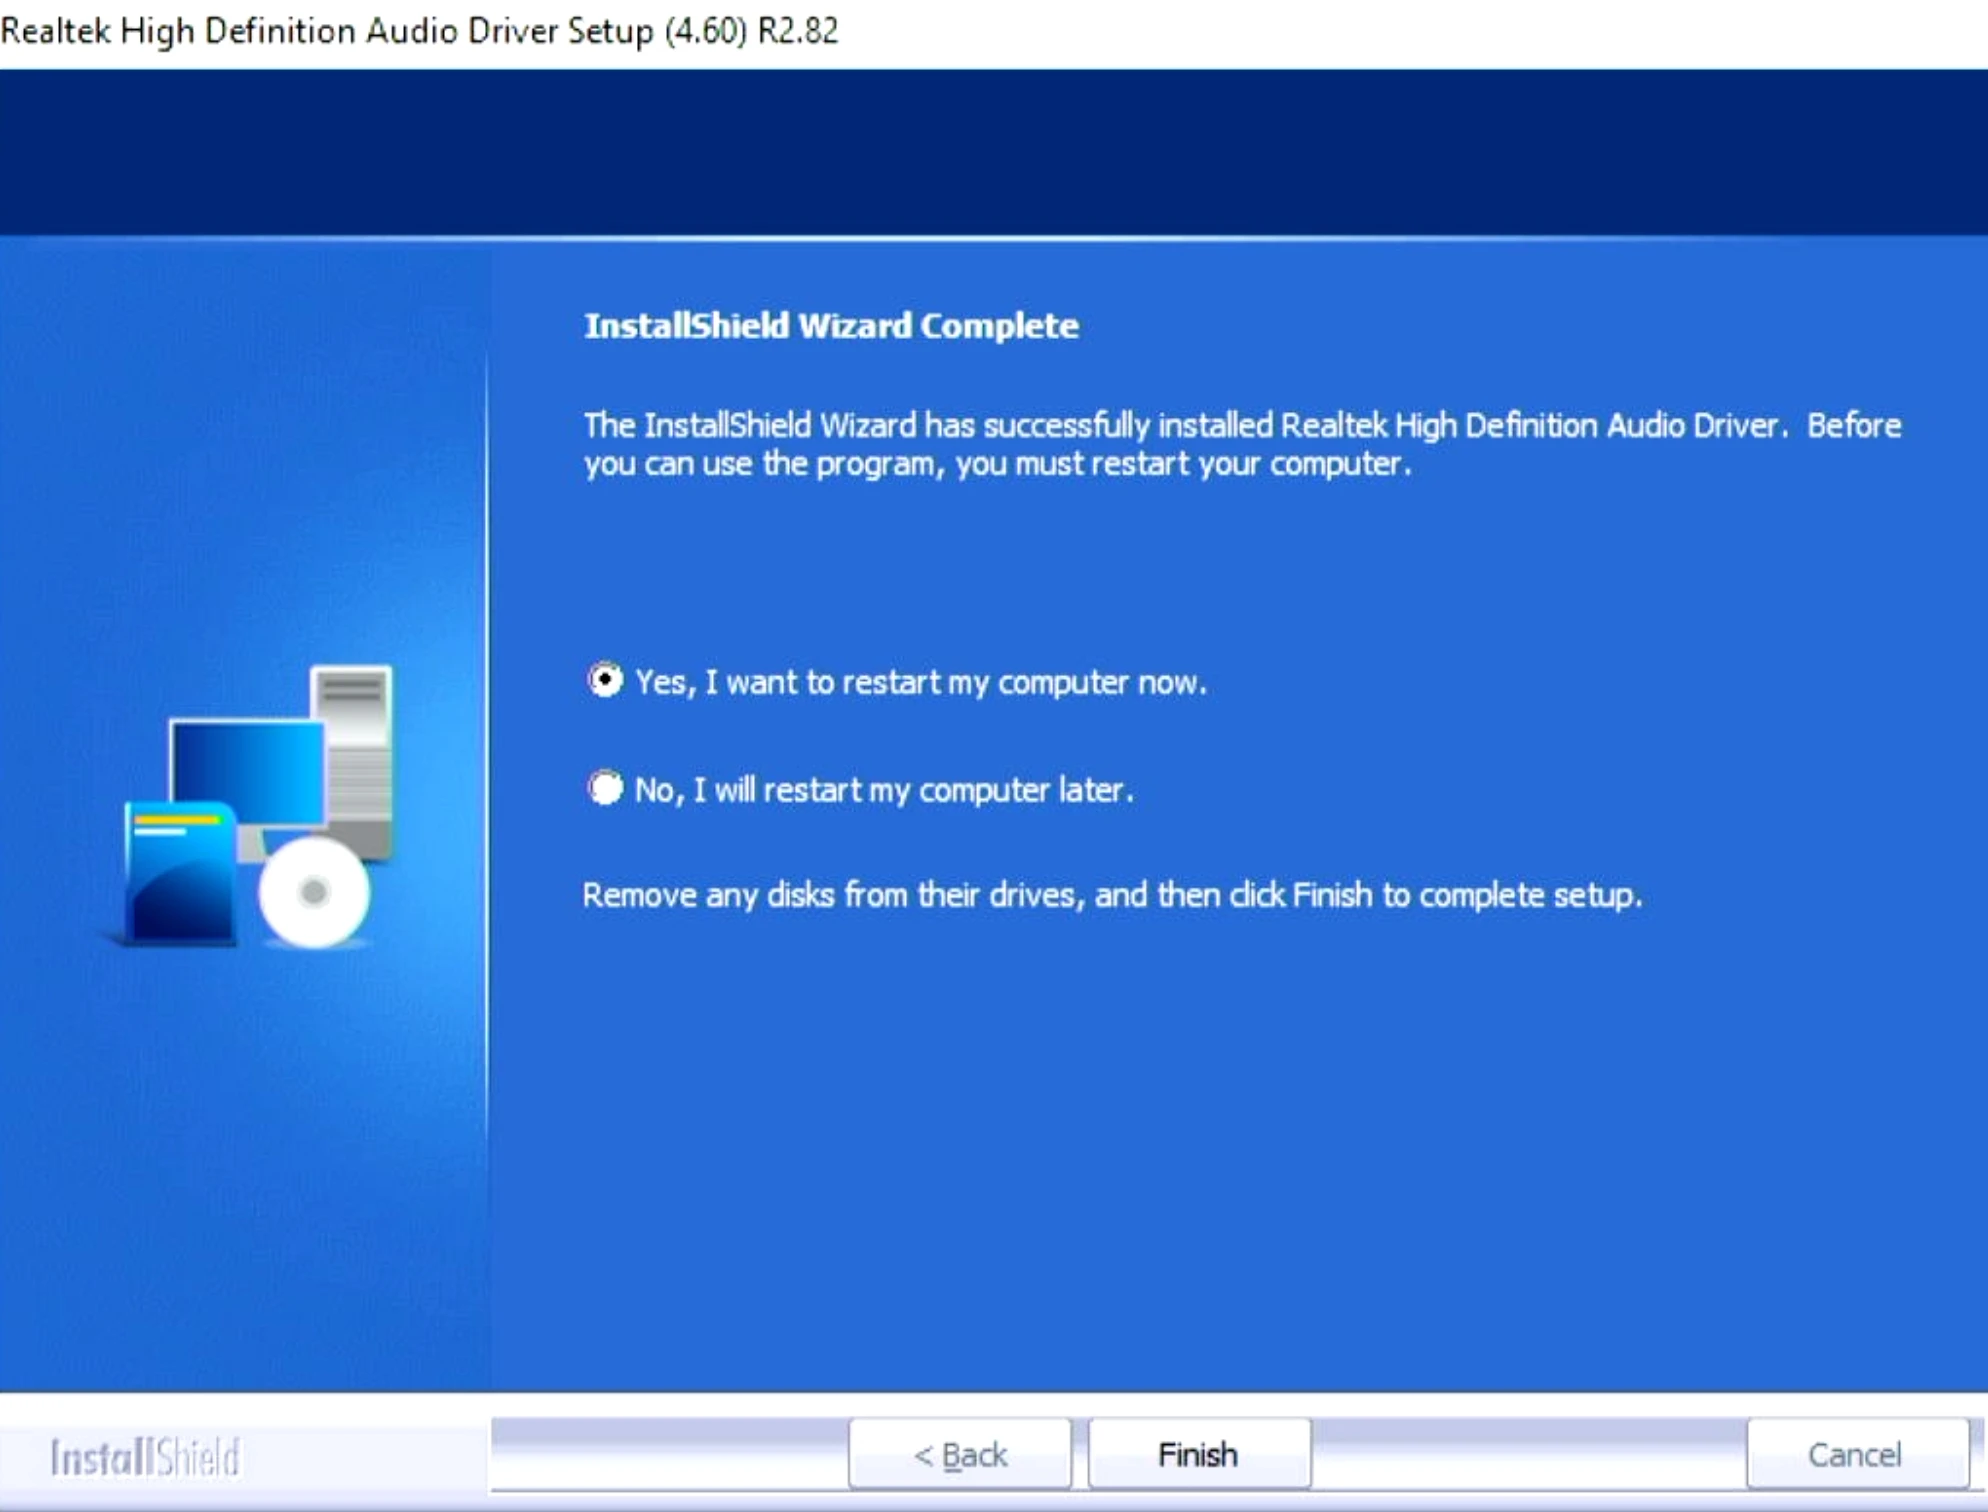 Realtek High Definition Audio Driver Setup (4.60) R2.82
InstallShield Wizard Complete
The InstallShield Wizard has successfully installed Realtek High Definition Audio Driver.  Before
you can use the program, you must restart your computer.
Yes, I want to restart my computer now.
No, I will restart my computer later.
Remove any disks from their drives, and then click Finish to complete setup.
InstallShield
< Back
Finish
Cancel